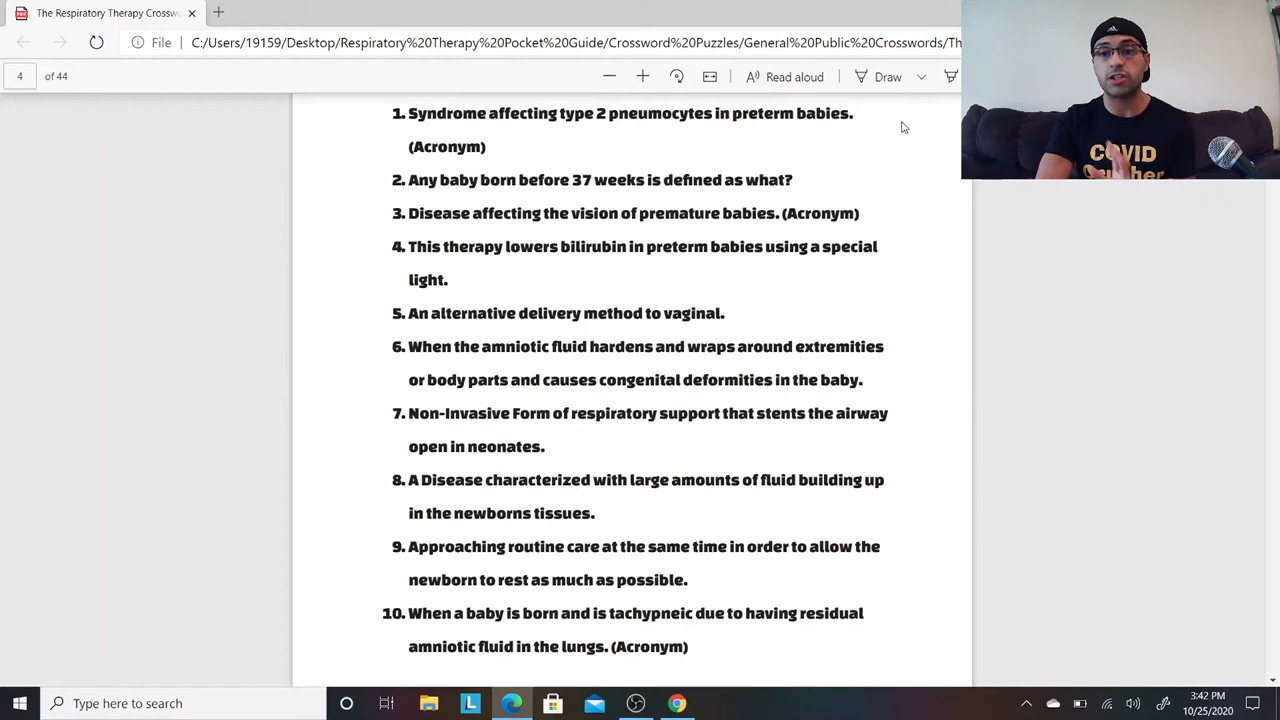 The Respiratory Therapy Crossw
File
C:/Users/19159/Desktop/Respiratory%20Therapy%20Pocket%20Guide/Crossword%20Puzzles/General%20Public%20Crosswords/Th
4 of 44
Read aloud
Draw
1. Syndrome affecting type 2 pneumocytes in preterm babies.
(Acronym)
2. Any baby born before 37 weeks is defined as what?
3. Disease affecting the vision of premature babies. (Acronym)
4. This therapy lowers bilirubin in preterm babies using a special
light.
5. An alternative delivery method to vaginal.
6. When the amniotic fluid hardens and wraps around extremities
or body parts and causes congenital deformities in the baby.
7. Non-Invasive Form of respiratory support that stents the airway
open in neonates.
8. A Disease characterized with large amounts of fluid building up
in the newborns tissues.
9. Approaching routine care at the same time in order to allow the
newborn to rest as much as possible.
10. When a baby is born and is tachypneic due to having residual
amniotic fluid in the lungs. (Acronym)
COVID
Type here to search
L
3:42 PM
10/25/2020